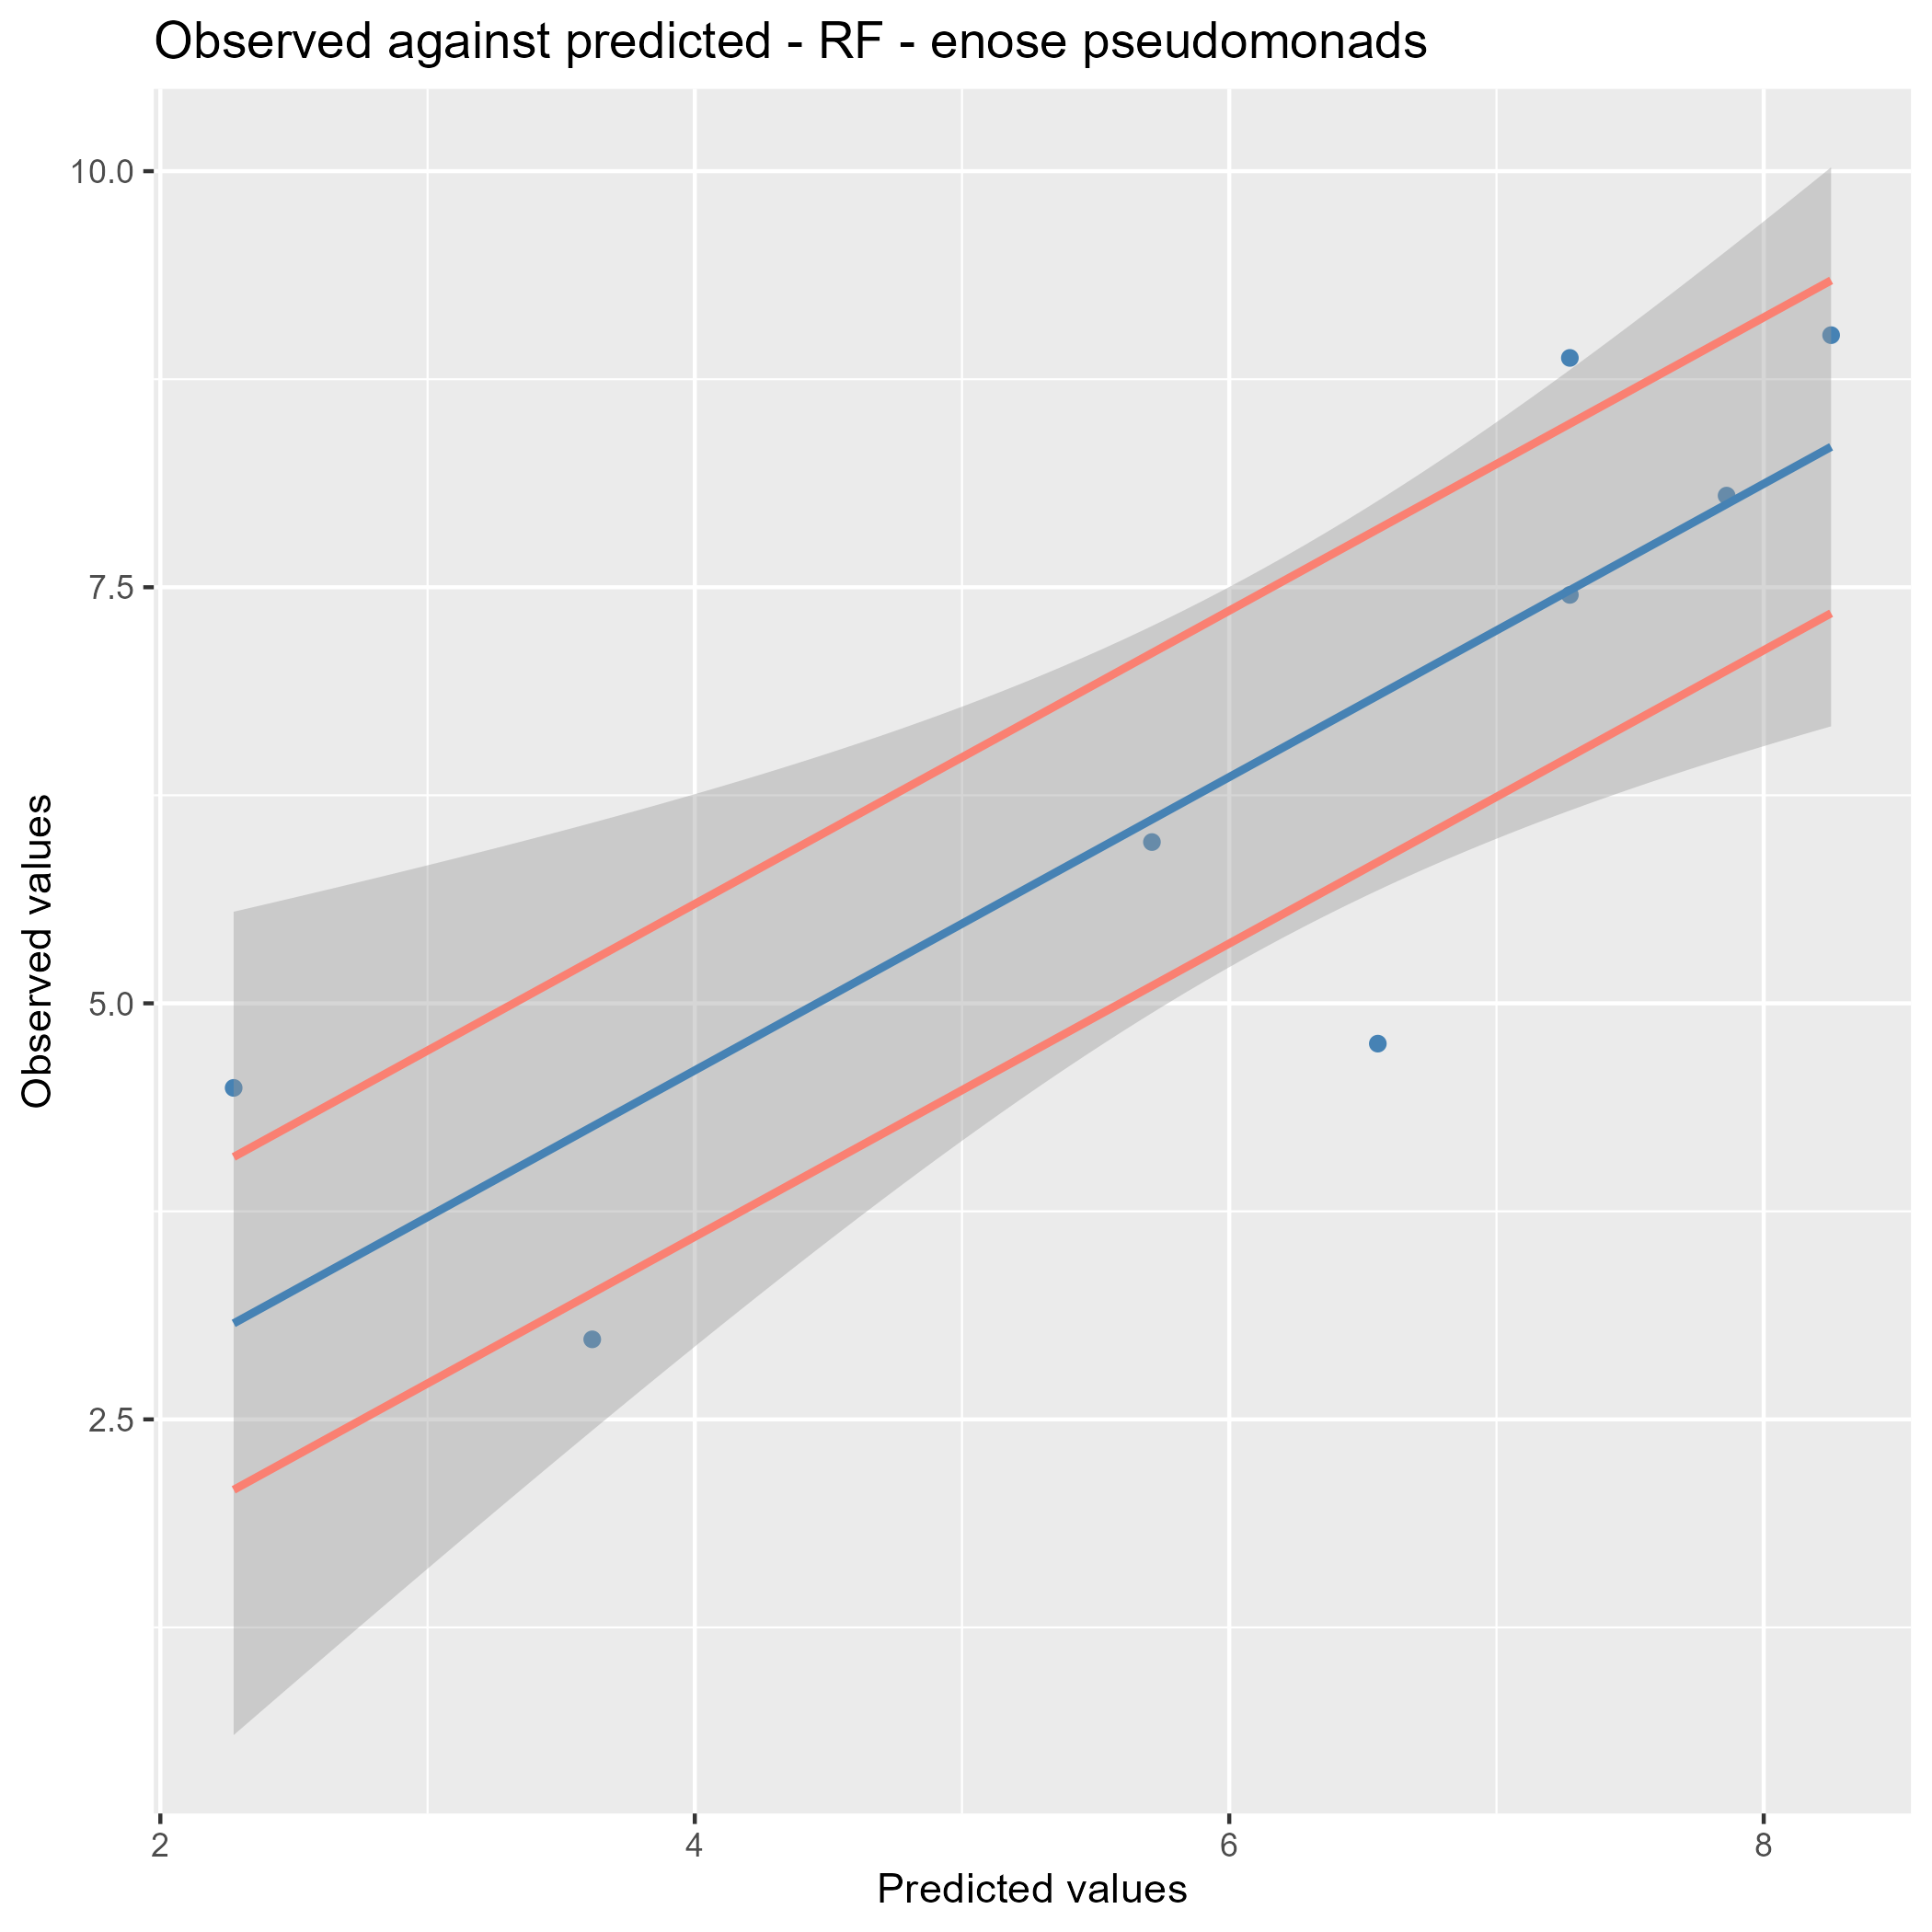 Observed against predicted - RF - enose pseudomonads
Observed values
10.0
7.5
5.0
2.5
2
4
6
8
Predicted values